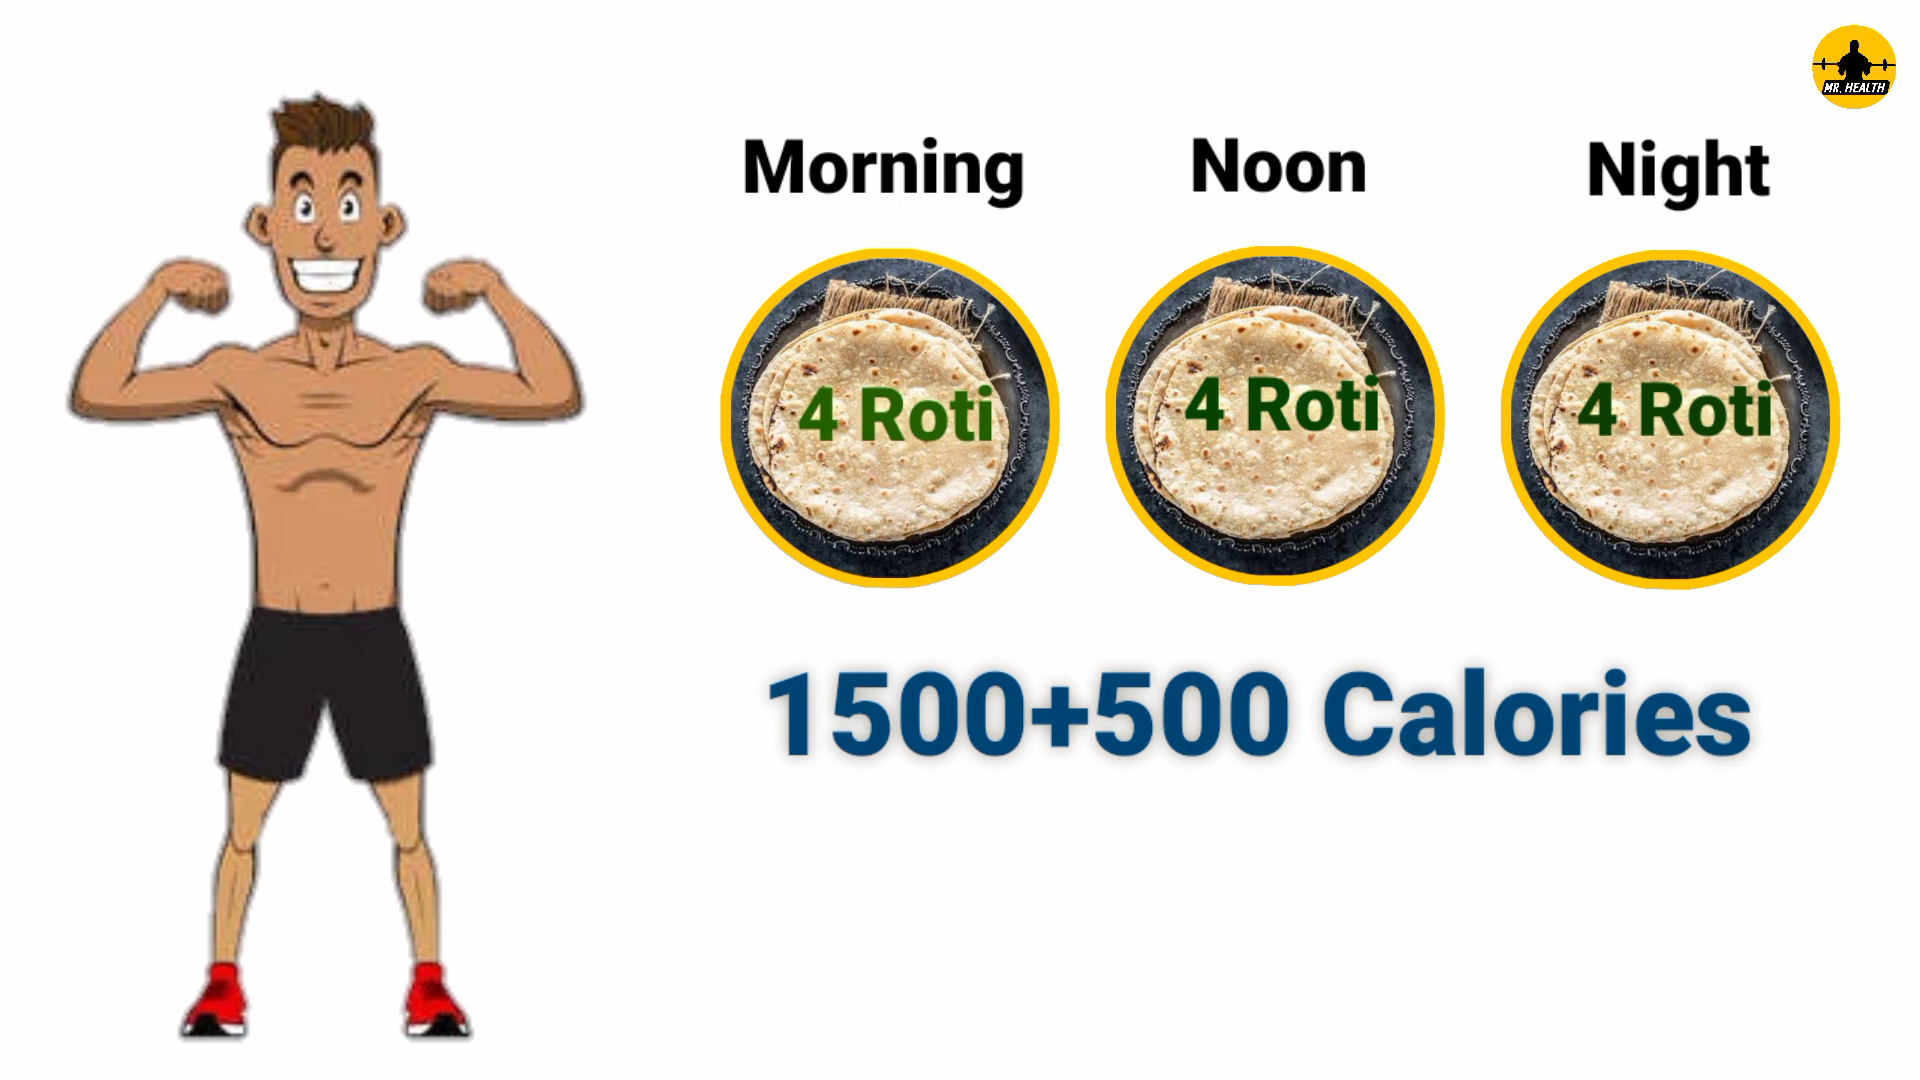 MR. HEALTH
Morning
Noon
Night
4 Roti
4 Roti
4 Roti
1500+500 Calories